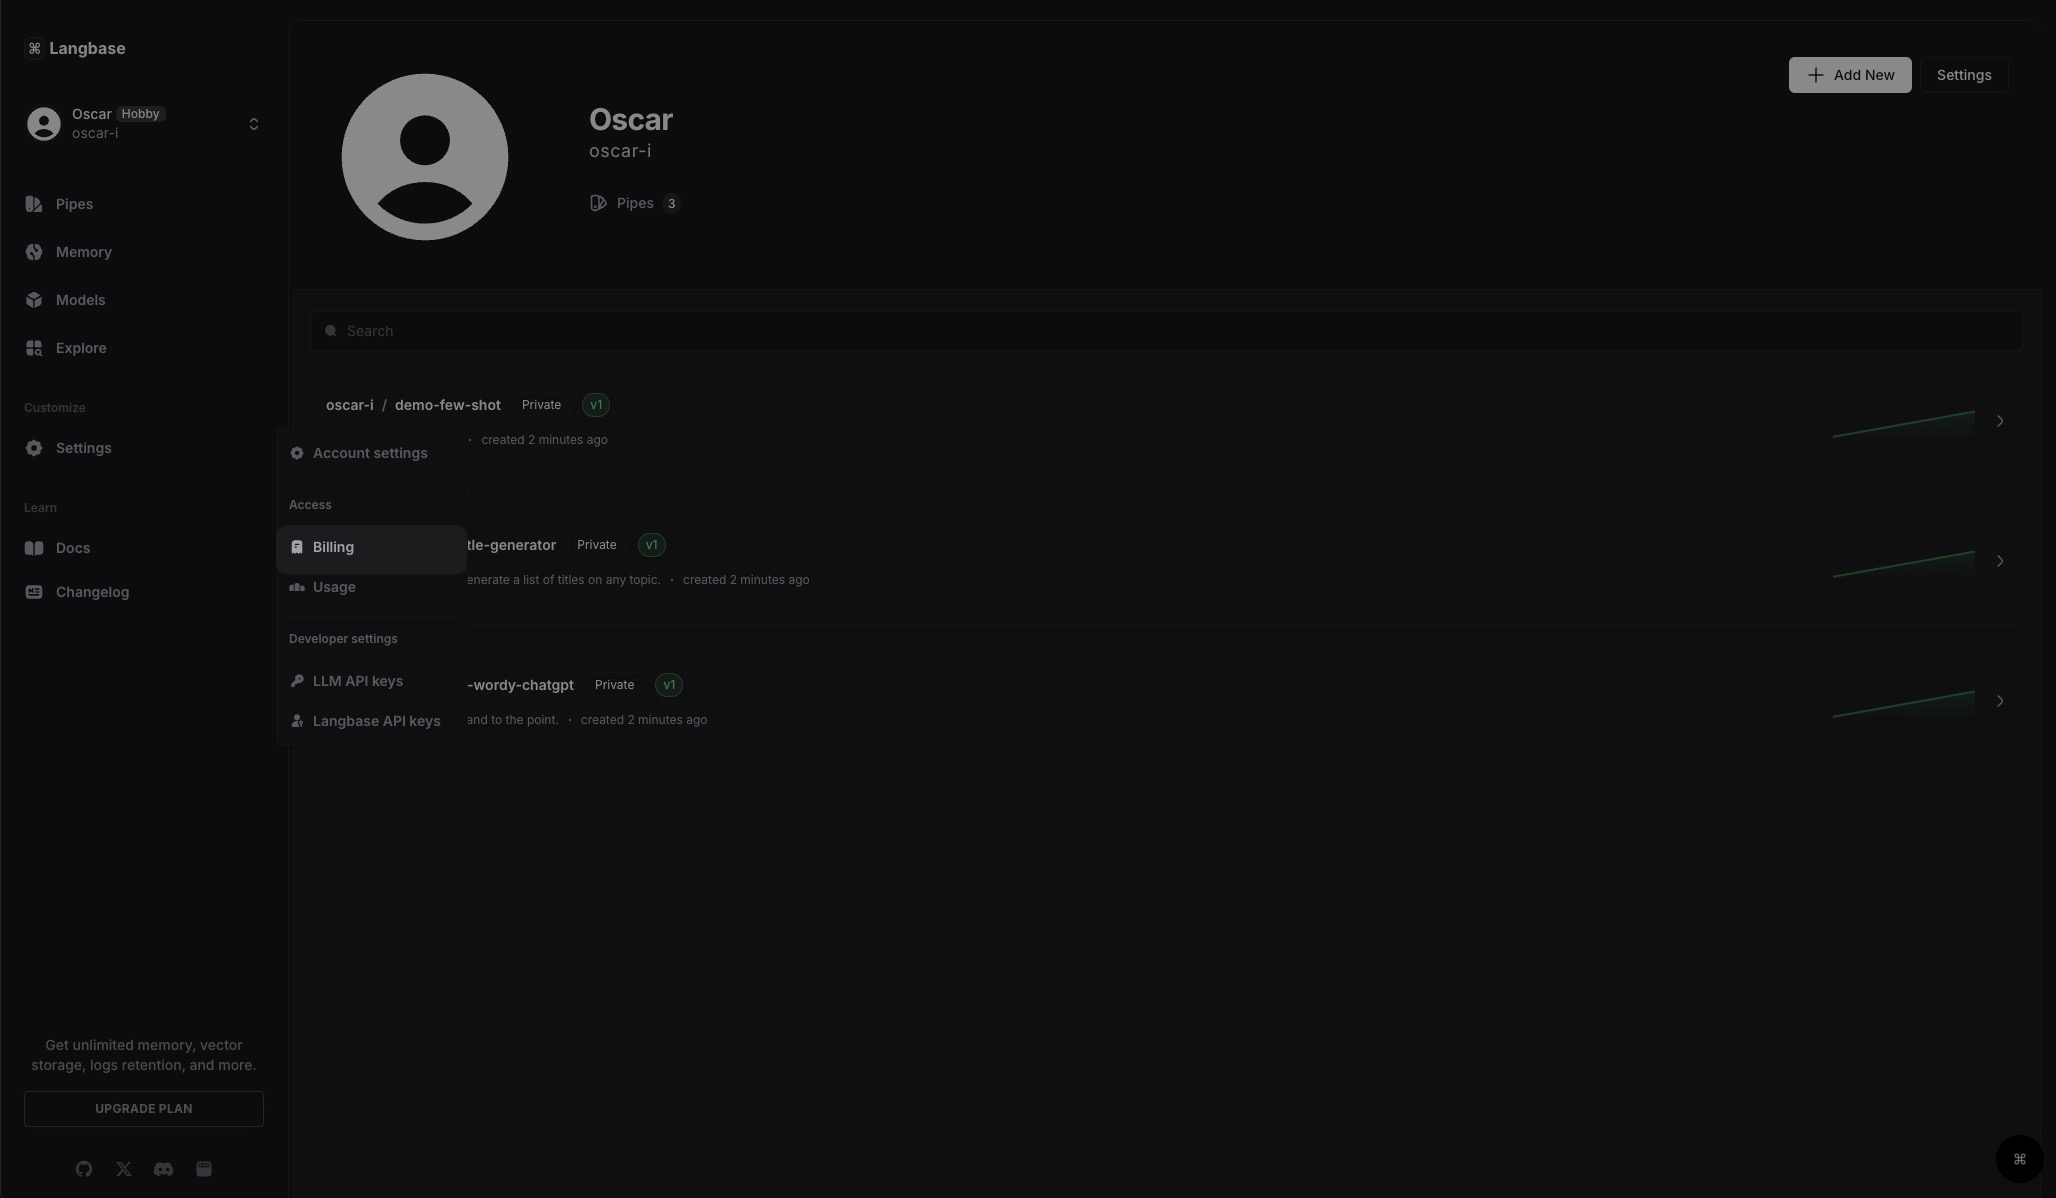 Langbase
Oscar Hobby
oscar-i
Pipes
Memory
Models
Explore
Customize
Settings
Learn
Docs
Changelog
Get unlimited memory, vector
storage, logs retention, and more.
UPGRADE PLAN
Oscar
oscar-i
Pipes 3
Add New
Settings
Search
oscar-i / demo-few-shot Private v1
· created 2 minutes ago
Account settings
Access
Billing
Usage
Developer settings
LLM API keys
Langbase API keys
tle-generator Private v1
enerate a list of titles on any topic. · created 2 minutes ago
-wordy-chatgpt Private v1
and to the point. · created 2 minutes ago